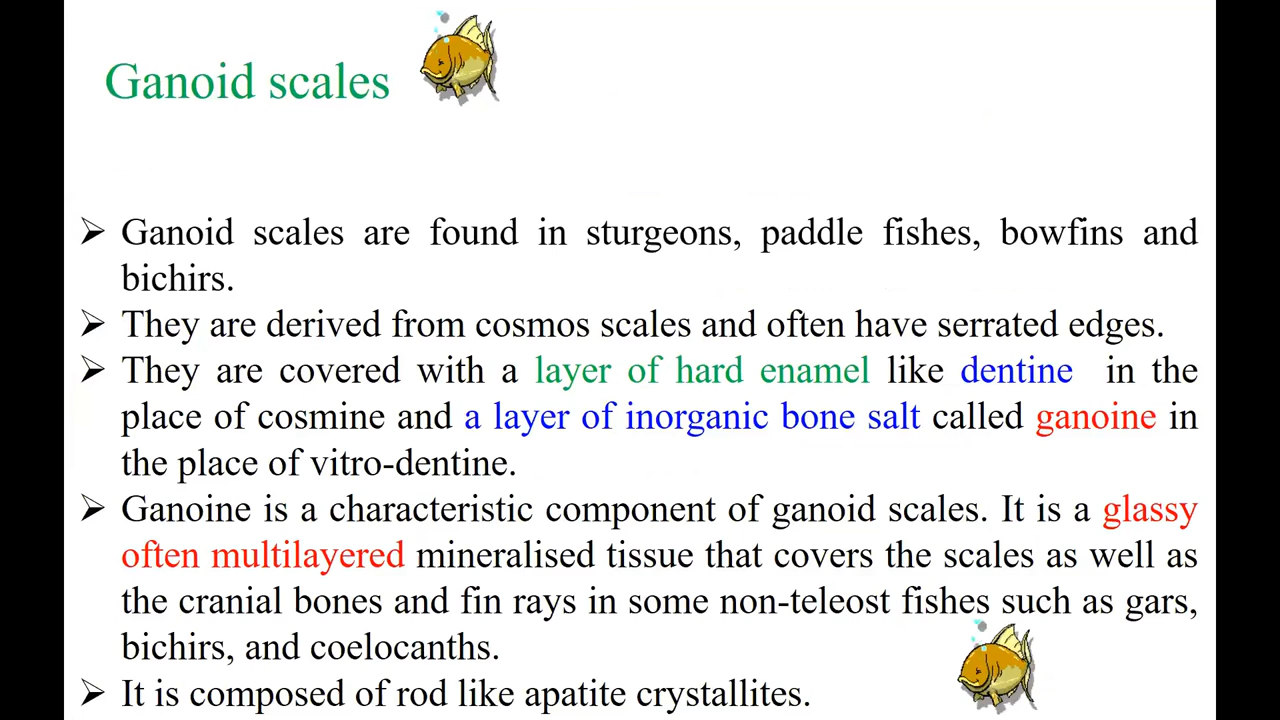 Ganoid scales
➢ Ganoid scales are found in sturgeons, paddle fishes, bowfins and
bichirs.
➢ They are derived from cosmos scales and often have serrated edges.
➢ They are covered with a layer of hard enamel like dentine in the
place of cosmine and a layer of inorganic bone salt called ganoine in
the place of vitro-dentine.
➢ Ganoine is a characteristic component of ganoid scales. It is a glassy
often multilayered mineralised tissue that covers the scales as well as
the cranial bones and fin rays in some non-teleost fishes such as gars,
bichirs, and coelocanths.
➢ It is composed of rod like apatite crystallites.